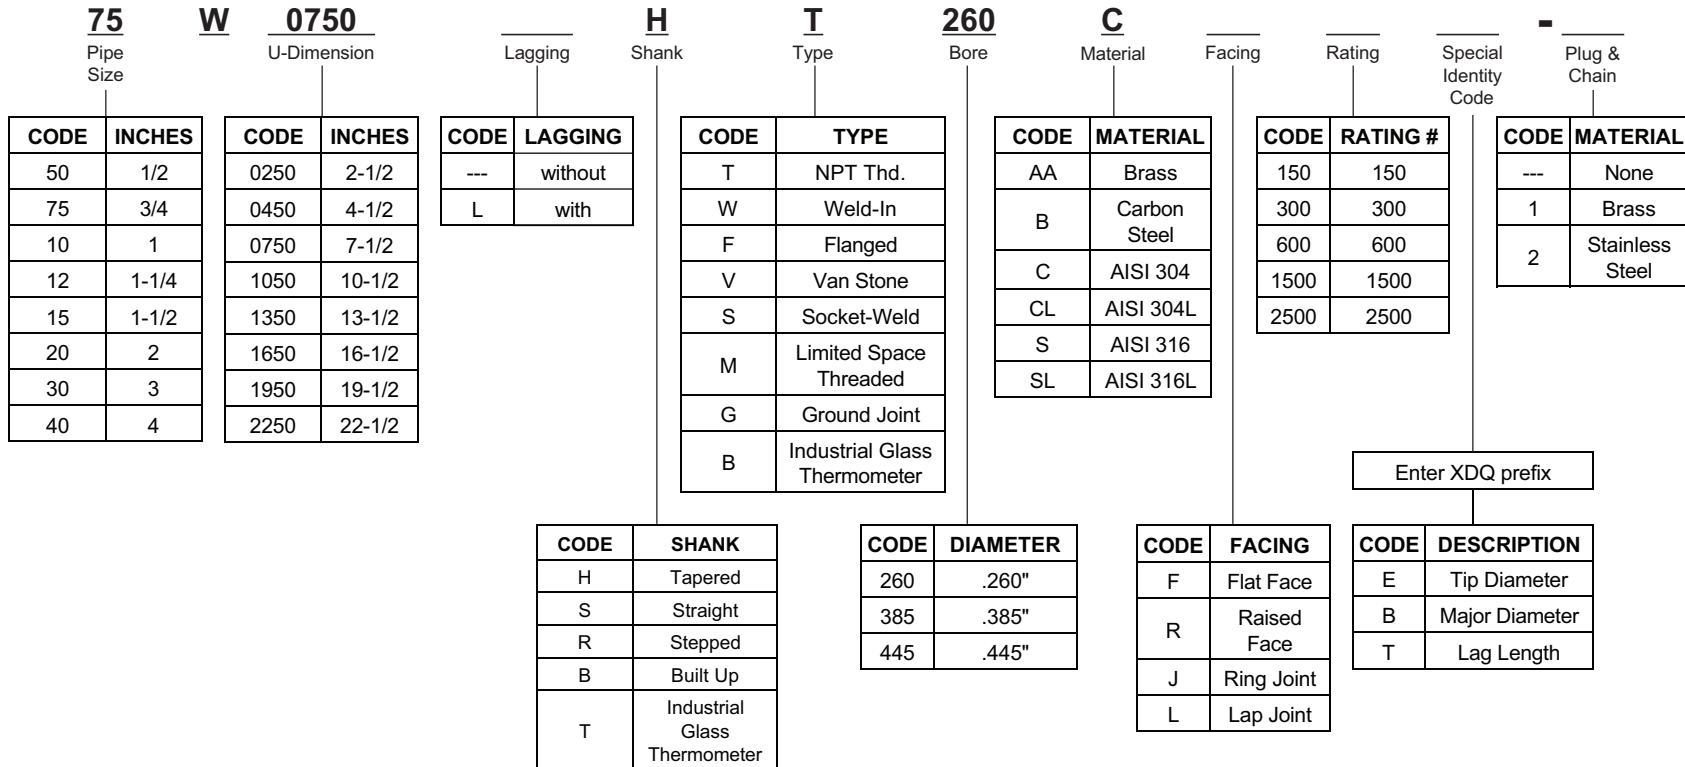 75 W 0750 H T 260 C -
Pipe Size
U-Dimension
Lagging
Shank
Type
Bore
Material
Facing
Rating
Special Identity Code
Plug & Chain
CODE INCHES
50 1/2
75 3/4
10 1
12 1-1/4
15 1-1/2
20 2
30 3
40 4
CODE INCHES
0250 2-1/2
0450 4-1/2
0750 7-1/2
1050 10-1/2
1350 13-1/2
1650 16-1/2
1950 19-1/2
2250 22-1/2
CODE LAGGING
--- without
L with
CODE TYPE
T NPT Thd.
W Weld-In
F Flanged
V Van Stone
S Socket-Weld
M Limited Space
Threaded
G Ground Joint
B Industrial Glass
Thermometer
CODE MATERIAL
AA Brass
B Carbon
Steel
C AISI 304
CL AISI 304L
S AISI 316
SL AISI 316L
CODE RATING #
150 150
300 300
600 600
1500 1500
2500 2500
CODE MATERIAL
--- None
1 Brass
2 Stainless
Steel
Enter XDQ prefix
CODE SHANK
H Tapered
S Straight
R Stepped
B Built Up
T Industrial
Glass
Thermometer
CODE DIAMETER
260 .260"
385 .385"
445 .445"
CODE FACING
F Flat Face
R Raised
Face
J Ring Joint
L Lap Joint
CODE DESCRIPTION
E Tip Diameter
B Major Diameter
T Lag Length